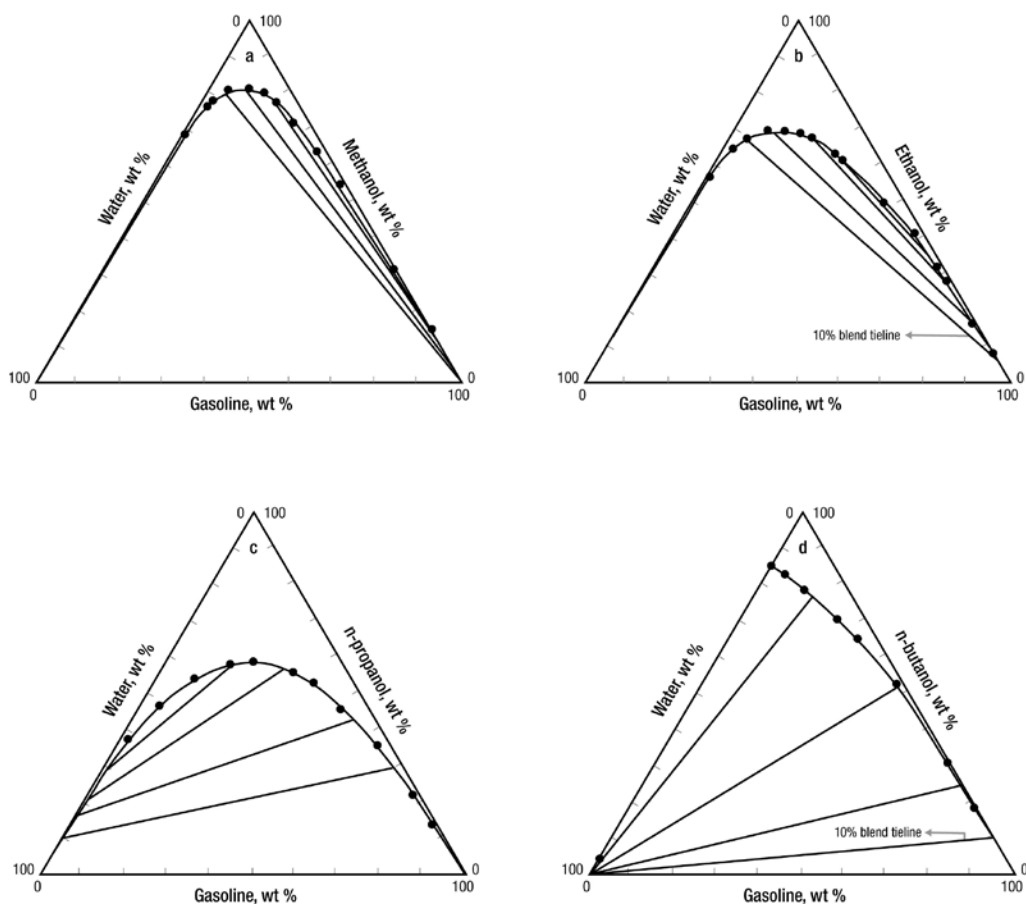 0 100
a
Water, wt %
Methanol, wt %
100
0
0
100
Gasoline, wt %
0 100
b
Water, wt %
Ethanol, wt %
10% blend tieline
100
0
0
100
Gasoline, wt %
0 100
c
Water, wt %
n-propanol, wt %
100
0
0
100
Gasoline, wt %
0 100
d
Water, wt %
n-butanol, wt %
10% blend tieline
100
0
0
100
Gasoline, wt %